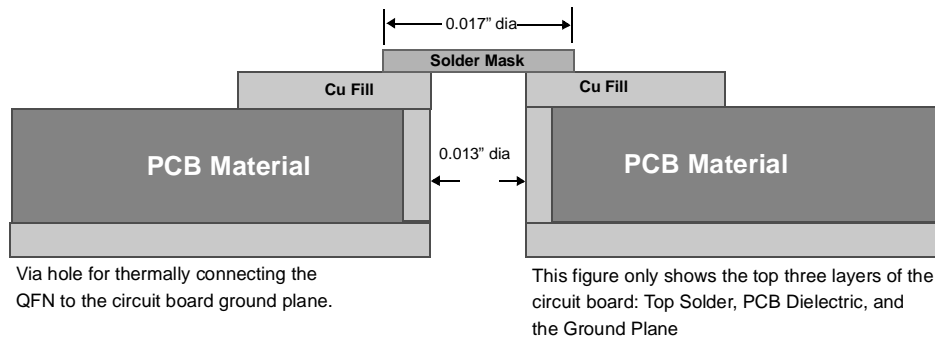 0.017” dia
Solder Mask
Cu Fill
Cu Fill
PCB Material
0.013” dia
PCB Material
Via hole for thermally connecting the
QFN to the circuit board ground plane.
This figure only shows the top three layers of the
circuit board: Top Solder, PCB Dielectric, and
the Ground Plane